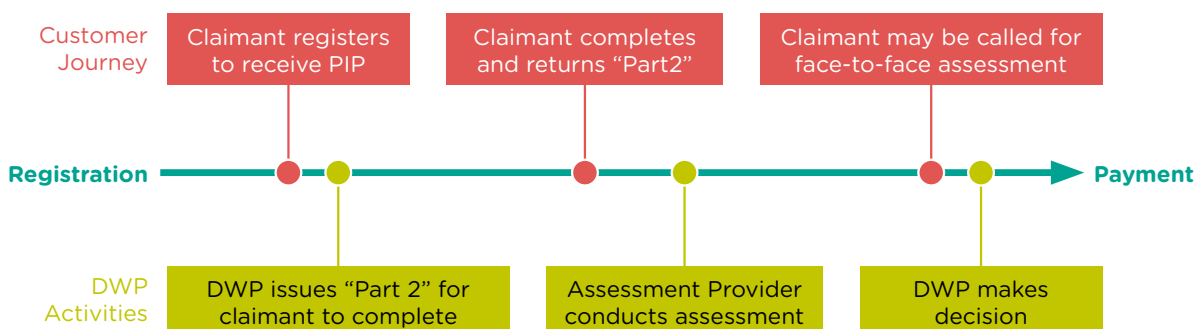 Customer
Journey
Claimant registers
to receive PIP
Claimant completes
and returns “Part2”
Claimant may be called for
face-to-face assessment
Registration
Payment
DWP
Activities
DWP issues “Part 2” for
claimant to complete
Assessment Provider
conducts assessment
DWP makes
decision